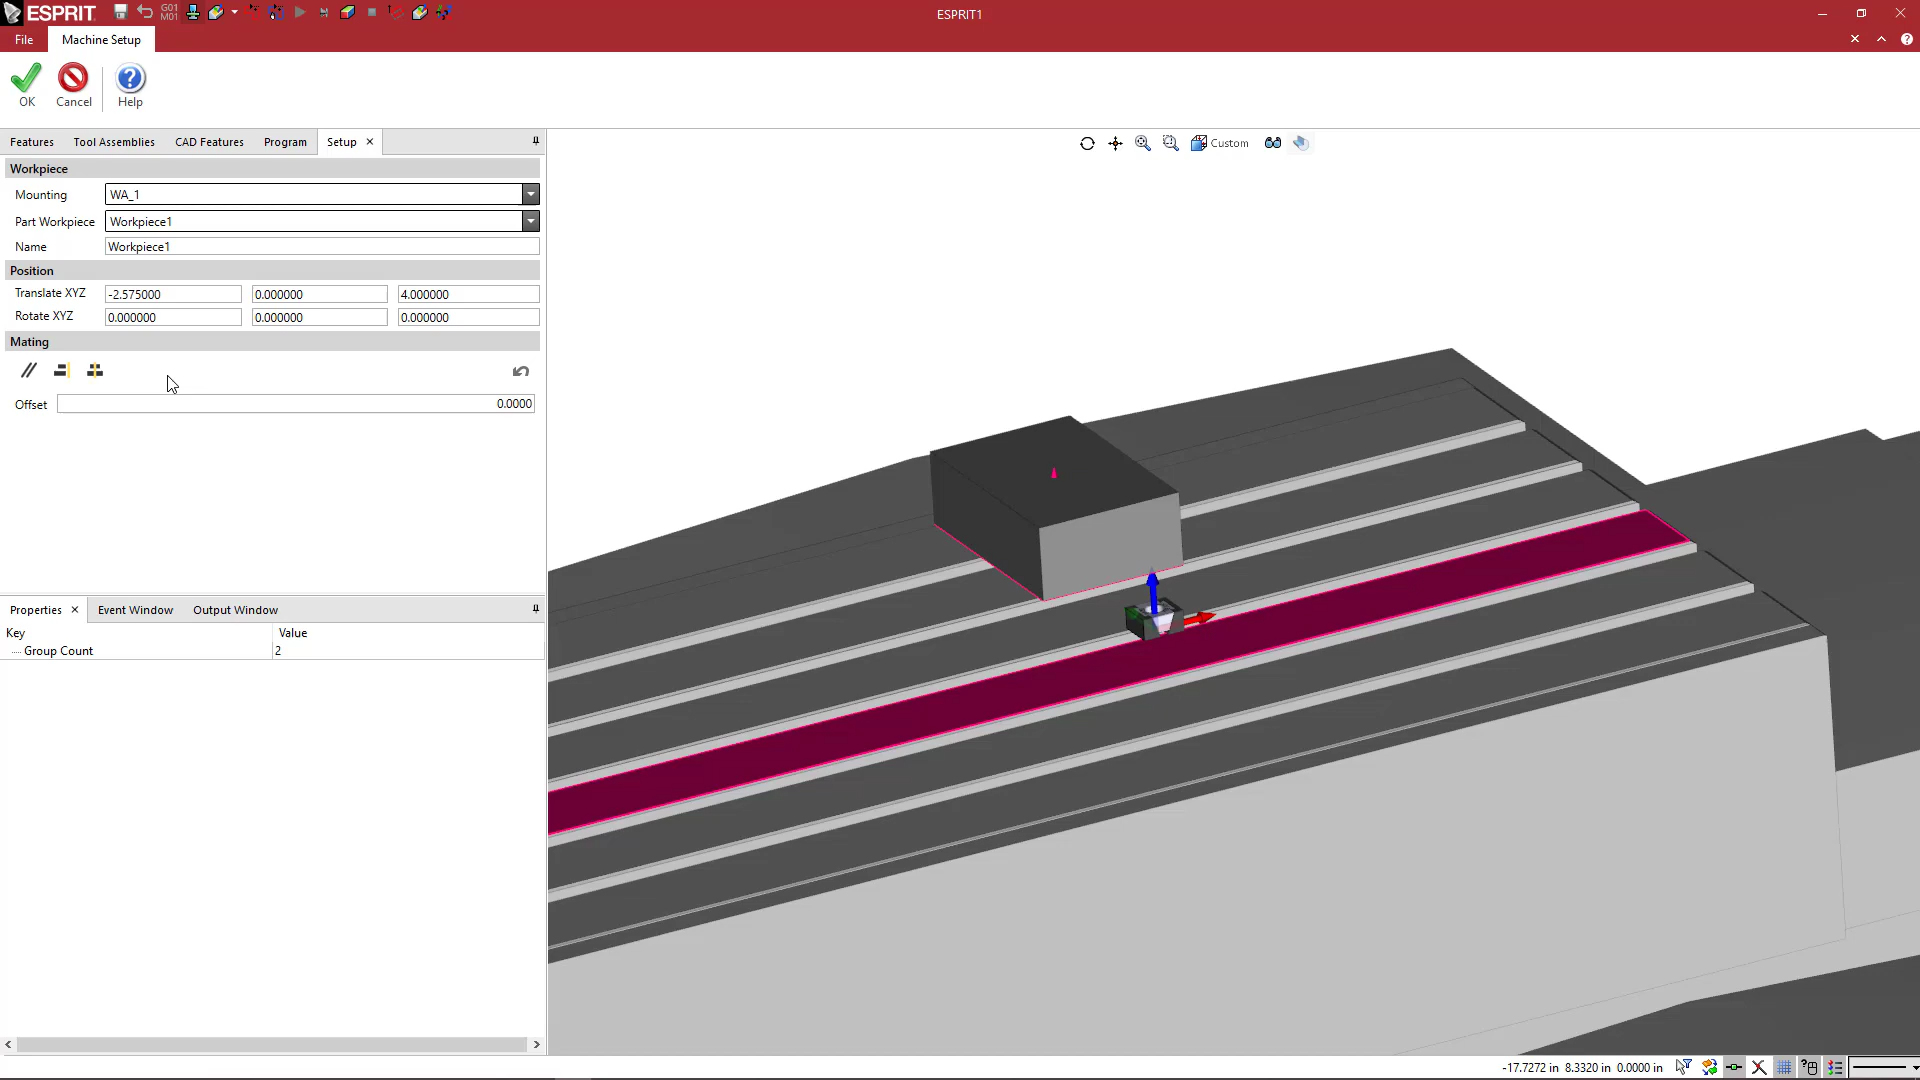 ESPRIT
G01
M01
ESPRIT1
File
Machine Setup
OK
Cancel
Help
Features
Tool Assemblies
CAD Features
Program
Setup
Custom
Workpiece
Mounting
WA_1
Part Workpiece
Workpiece1
Name
Workpiece1
Position
Translate XYZ
-2.575000
0.000000
4.000000
Rotate XYZ
0.000000
0.000000
0.000000
Mating
Offset
0.0000
Properties
Event Window
Output Window
Key
Value
Group Count
2
-17.7272 in 8.3320 in 0.0000 in